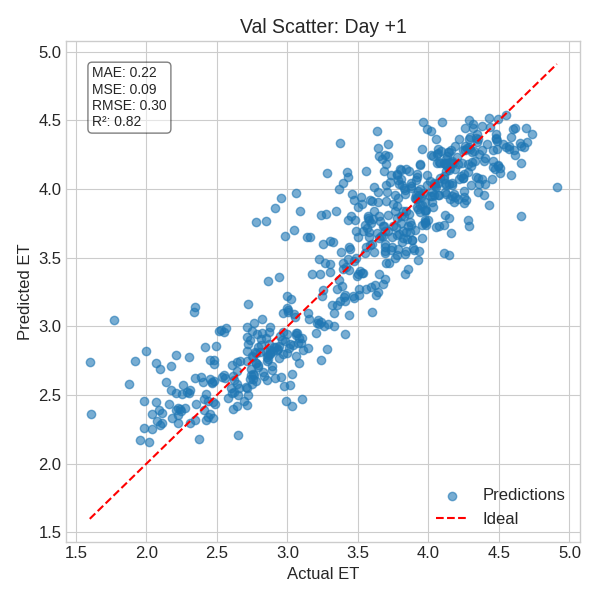 Val Scatter: Day +1
MAE: 0.22
MSE: 0.09
RMSE: 0.30
R²: 0.82
5.0
4.5
4.0
3.5
3.0
2.5
2.0
1.5
Predicted ET
Predictions
Ideal
1.5 2.0 2.5 3.0 3.5 4.0 4.5 5.0
Actual ET